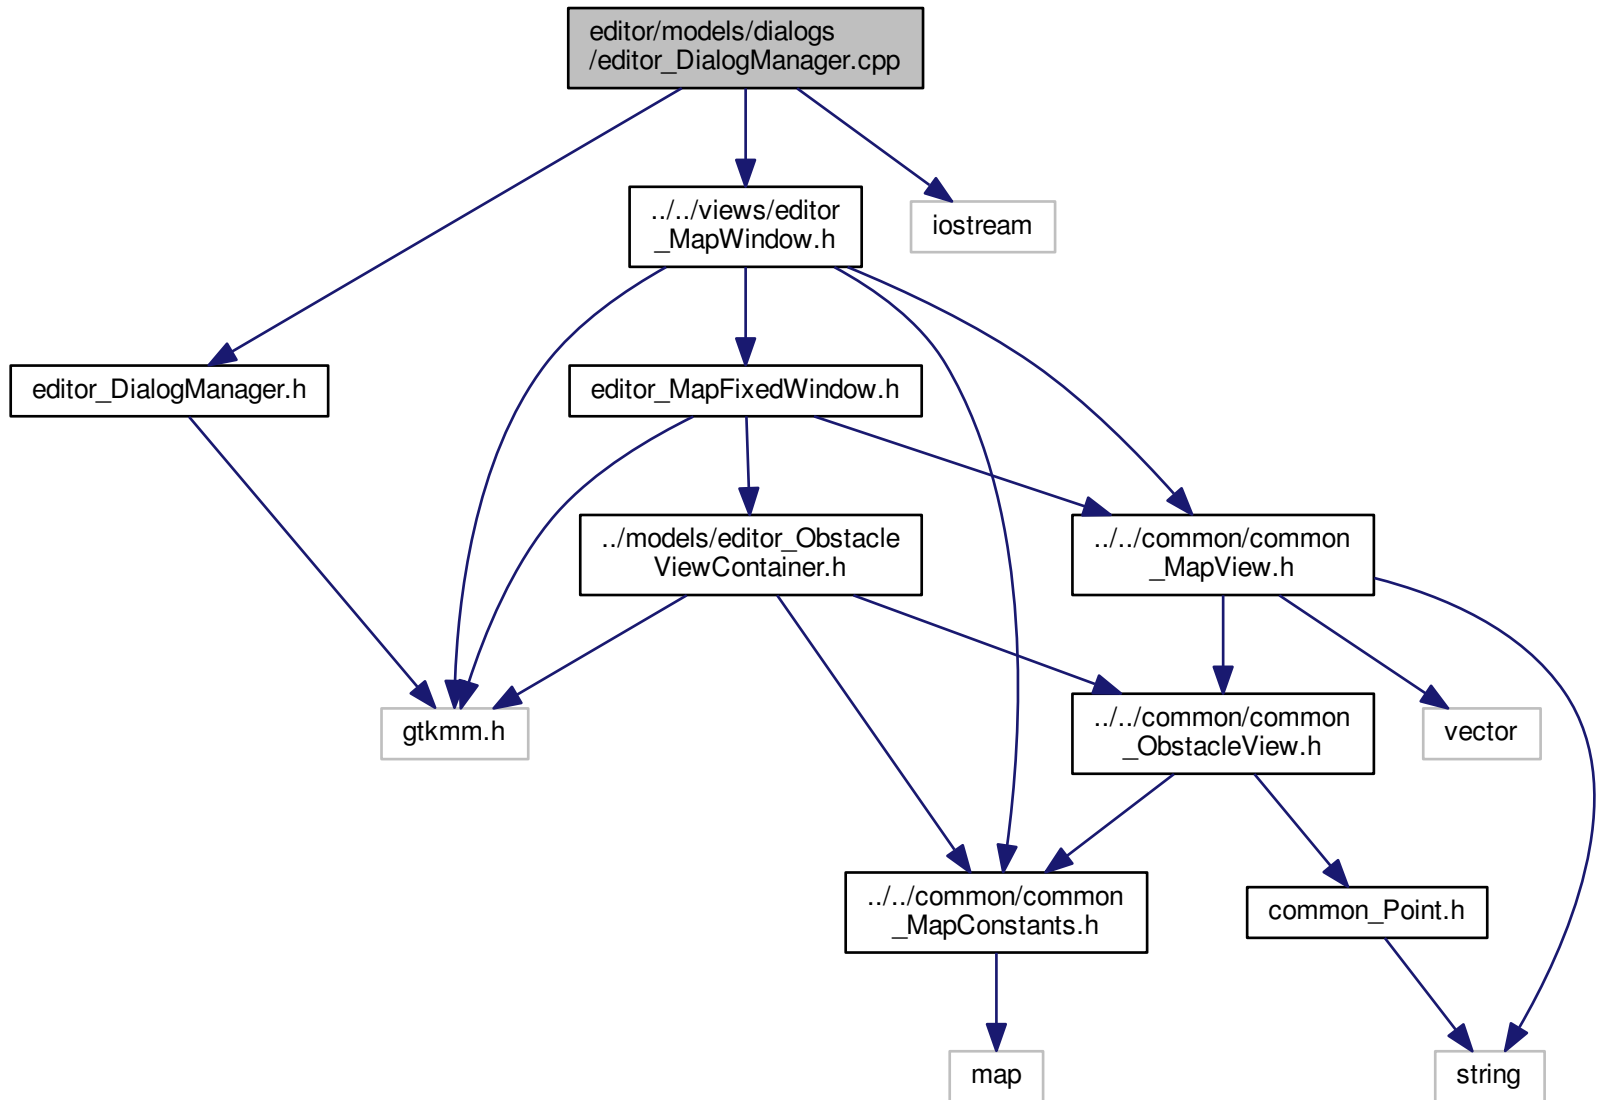 editor/models/dialogs
/editor_DialogManager.cpp
../../views/editor
_MapWindow.h
iostream
editor_DialogManager.h
editor_MapFixedWindow.h
../models/editor_Obstacle
ViewContainer.h
../../common/common
_MapView.h
gtkmm.h
../../common/common
_ObstacleView.h
vector
../../common/common
_MapConstants.h
common_Point.h
map
string